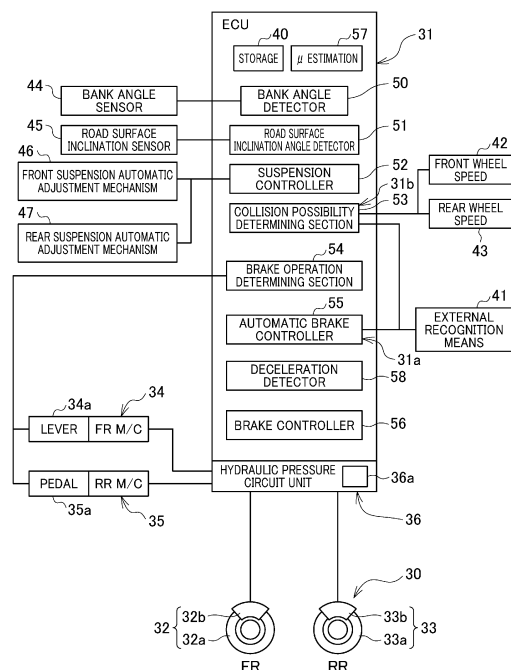 ECU
40
57
31
STORAGE
μ ESTIMATION
44
50
BANK ANGLE
SENSOR
BANK ANGLE
DETECTOR
45
51
ROAD SURFACE
INCLINATION SENSOR
ROAD SURFACE
INCLINATION ANGLE DETECTOR
42
46
52
FRONT WHEEL
SPEED
FRONT SUSPENSION AUTOMATIC
ADJUSTMENT MECHANISM
SUSPENSION
CONTROLLER
31b
53
47
COLLISION POSSIBILITY
DETERMINING SECTION
REAR WHEEL
SPEED
43
REAR SUSPENSION AUTOMATIC
ADJUSTMENT MECHANISM
54
BRAKE OPERATION
DETERMINING SECTION
55
41
AUTOMATIC BRAKE
CONTROLLER
EXTERNAL
RECOGNITION
MEANS
31a
DECELERATION
DETECTOR
58
34a
34
LEVER
FR M/C
BRAKE CONTROLLER
56
PEDAL
RR M/C
HYDRAULIC PRESSURE
CIRCUIT UNIT
36a
35a
35
36
30
32
32b
32a
33b
33a
33
FR
RR